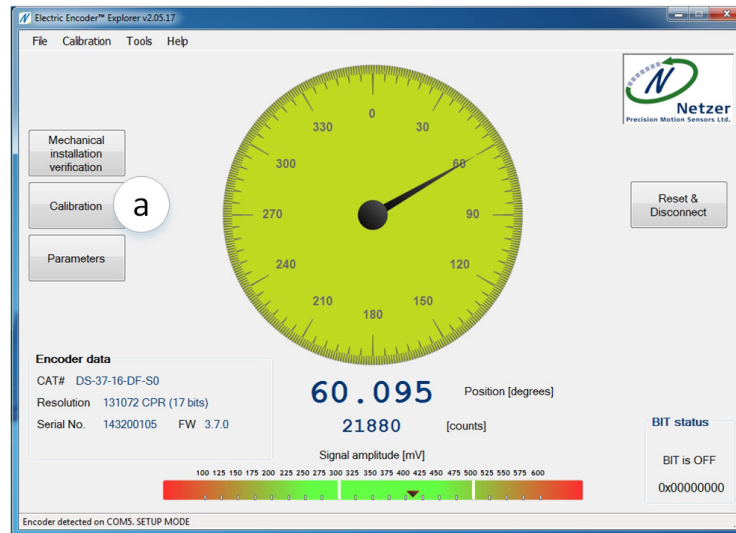 Electric Encoder™ Explorer v2.05.17
File Calibration Tools Help
Netzer
Precision Motion Sensors Ltd.
Mechanical
installation
verification
Calibration
a
Parameters
Reset &
Disconnect
0
30
60
90
120
150
180
210
240
270
300
330
Encoder data
CAT# DS-37-16-DF-S0
Resolution 131072 CPR (17 bits)
Serial No. 143200105 FW 3.7.0
60.095 Position [degrees]
21880 [counts]
Signal amplitude [mV]
100 125 150 175 200 225 250 275 300 325 350 375 400 425 450 475 500 525 550 575 600
BIT status
BIT is OFF
0x00000000
Encoder detected on COM5. SETUP MODE